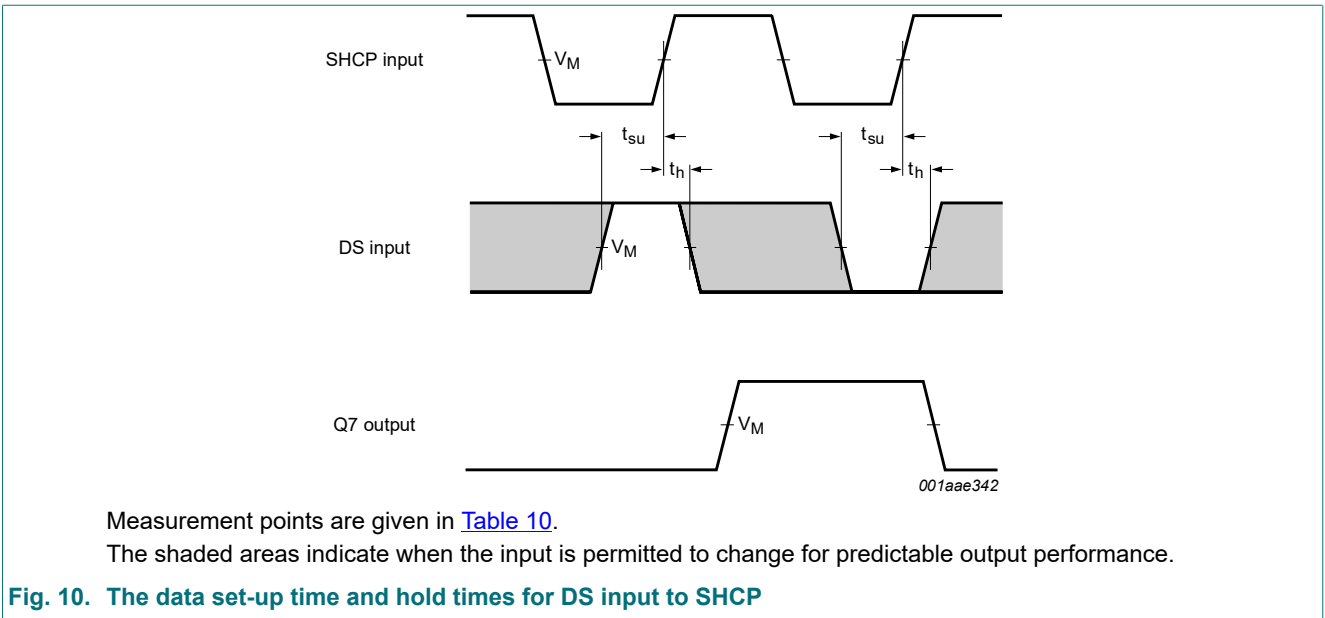 SHCP input
VM
tsu
tsu
th
th
DS input
VM
Q7 output
VM
001aae342
Measurement points are given in Table 10.
The shaded areas indicate when the input is permitted to change for predictable output performance.
Fig. 10. The data set-up time and hold times for DS input to SHCP